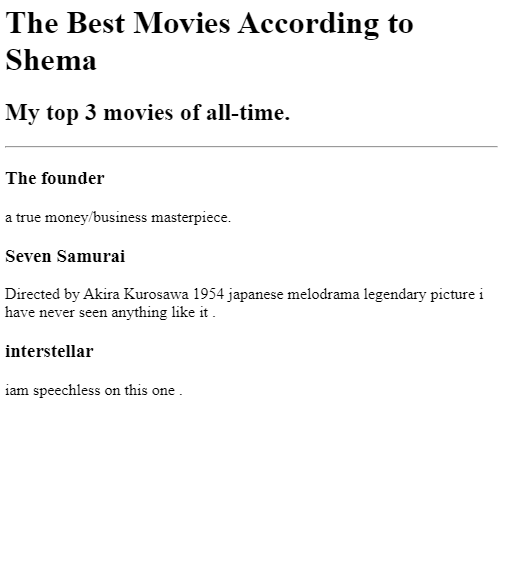 The Best Movies According to
Shema
My top 3 movies of all-time.
The founder
a true money/business masterpiece.
Seven Samurai
Directed by Akira Kurosawa 1954 japanese melodrama legendary picture i
have never seen anything like it .
interstellar
iam speechless on this one .